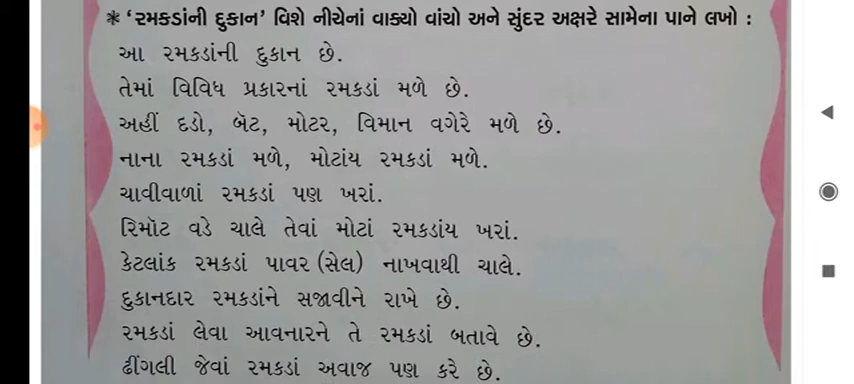 * 'રમકડાંની દુકાન' વિશે નીચેનાં વાક્યો વાંચો અને સુંદર અક્ષરે સામેના પાને લખો :
આ રમકડાંની દુકાન છે.
તેમાં વિવિધ પ્રકારનાં રમકડાં મળે છે.
અહીં દડો, બૅટ, મોટર, વિમાન વગેરે મળે છે.
નાના રમકડાં મળે, મોટાંય રમકડાં મળે.
ચાવીવાળાં રમકડાં પણ ખરાં.
રિમૉટ વડે ચાલે તેવાં મોટાં રમકડાંય ખરાં.
કેટલાંક રમકડાં પાવર (સેલ) નાખવાથી ચાલે.
દુકાનદાર રમકડાંને સજાવીને રાખે છે.
રમકડાં લેવા આવનારને તે રમકડાં બતાવે છે.
ઢીંગલી જેવાં રમકડાં અવાજ પણ કરે છે.